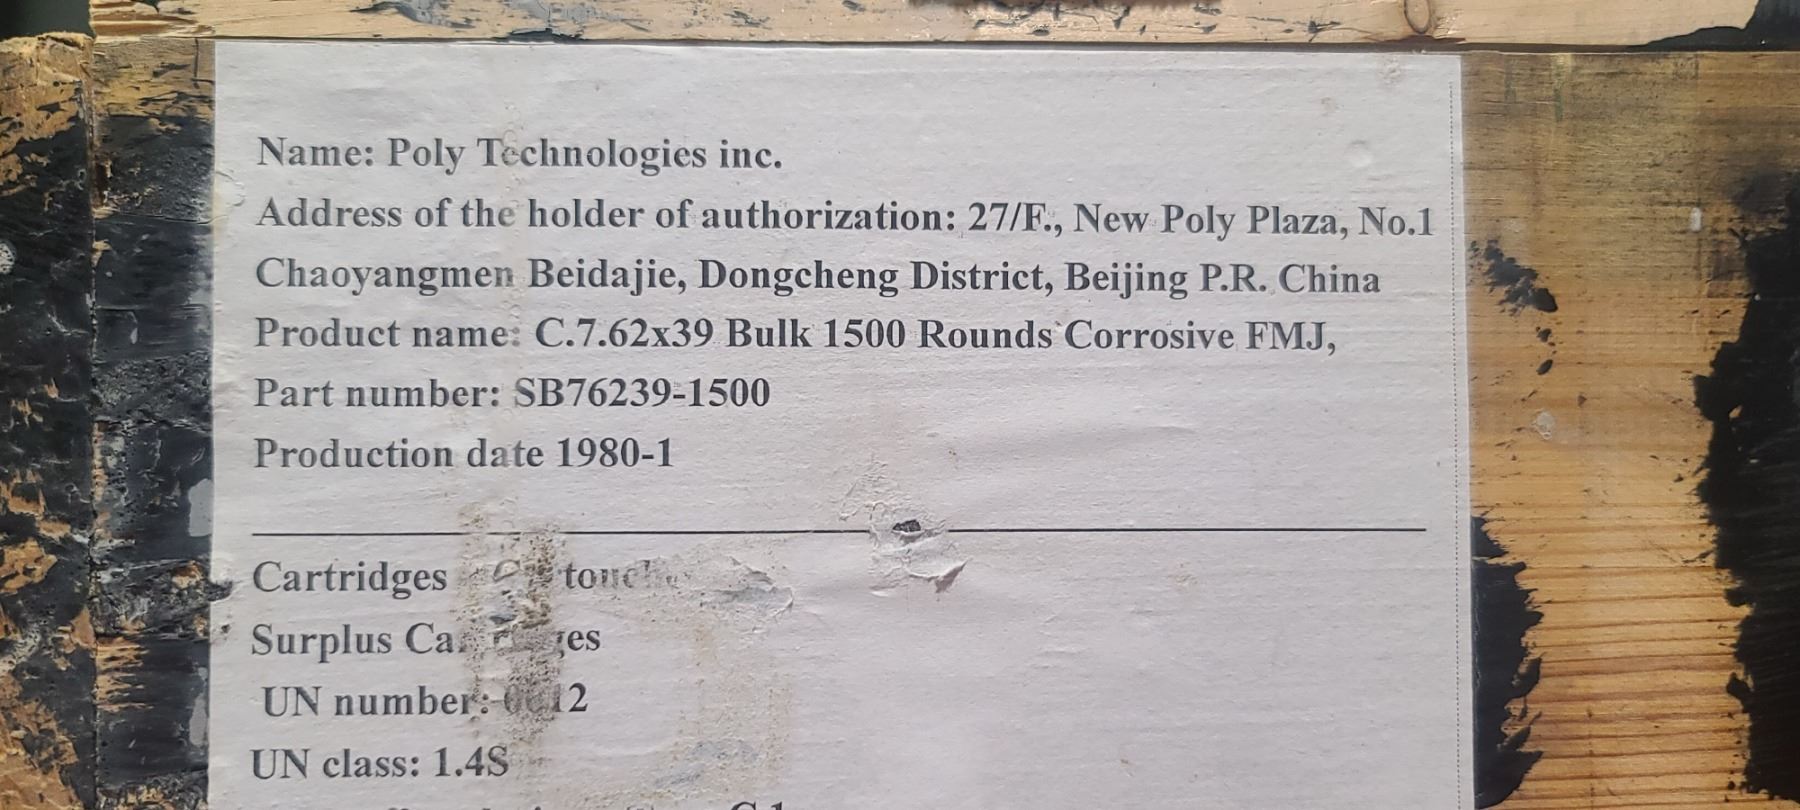 Name: Poly Technologies inc.
Address of the holder of authorization: 27/F., New Poly Plaza, No.1
Chaoyangmen Beidajie, Dongcheng District, Beijing P.R. China
Product name: C.7.62x39 Bulk 1500 Rounds Corrosive FMJ,
Part number: SB76239-1500
Production date 1980-1
Cartridges
Surplus
UN number: 0012
UN class: 1.4S